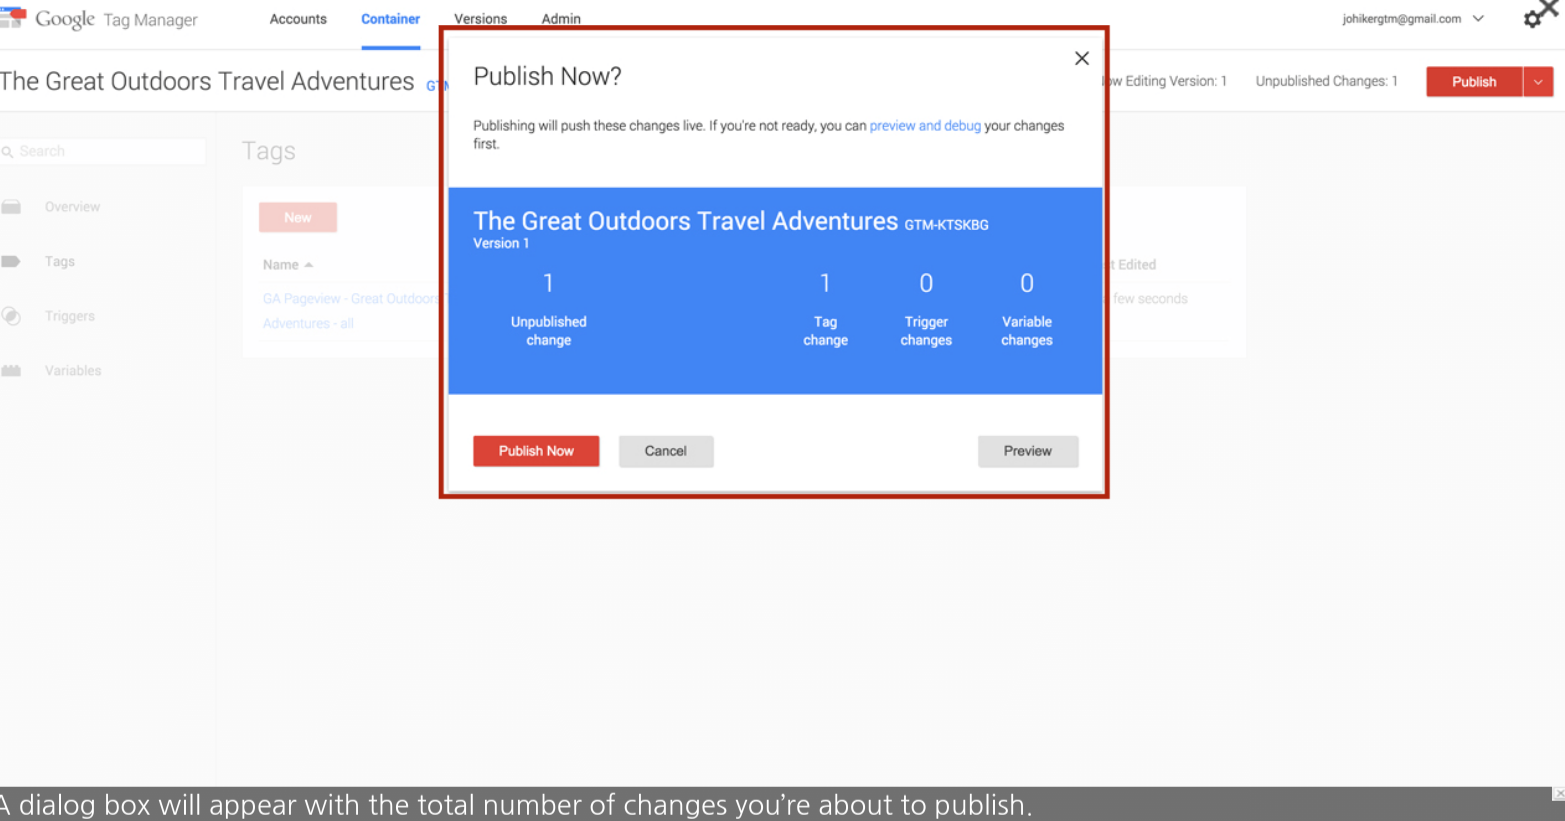 Google Tag Manager
Accounts
Container
Versions
Admin
johikergtm@gmail.com
The Great Outdoors Travel Adventures
Editing Version: 1
Unpublished Changes: 1
Publish
Publish Now?
Publishing will push these changes live. If you're not ready, you can preview and debug your changes
first.
The Great Outdoors Travel Adventures GTM-KTSKBG
Version 1
1
Unpublished
change
1
Tag
change
0
Trigger
changes
0
Variable
changes
Publish Now
Cancel
Preview
Search
Overview
Tags
Triggers
Variables
Tags
New
Name
Edited
GA Pageview - Great Outdoors
Adventures - all
few seconds
A dialog box will appear with the total number of changes you’re about to publish.